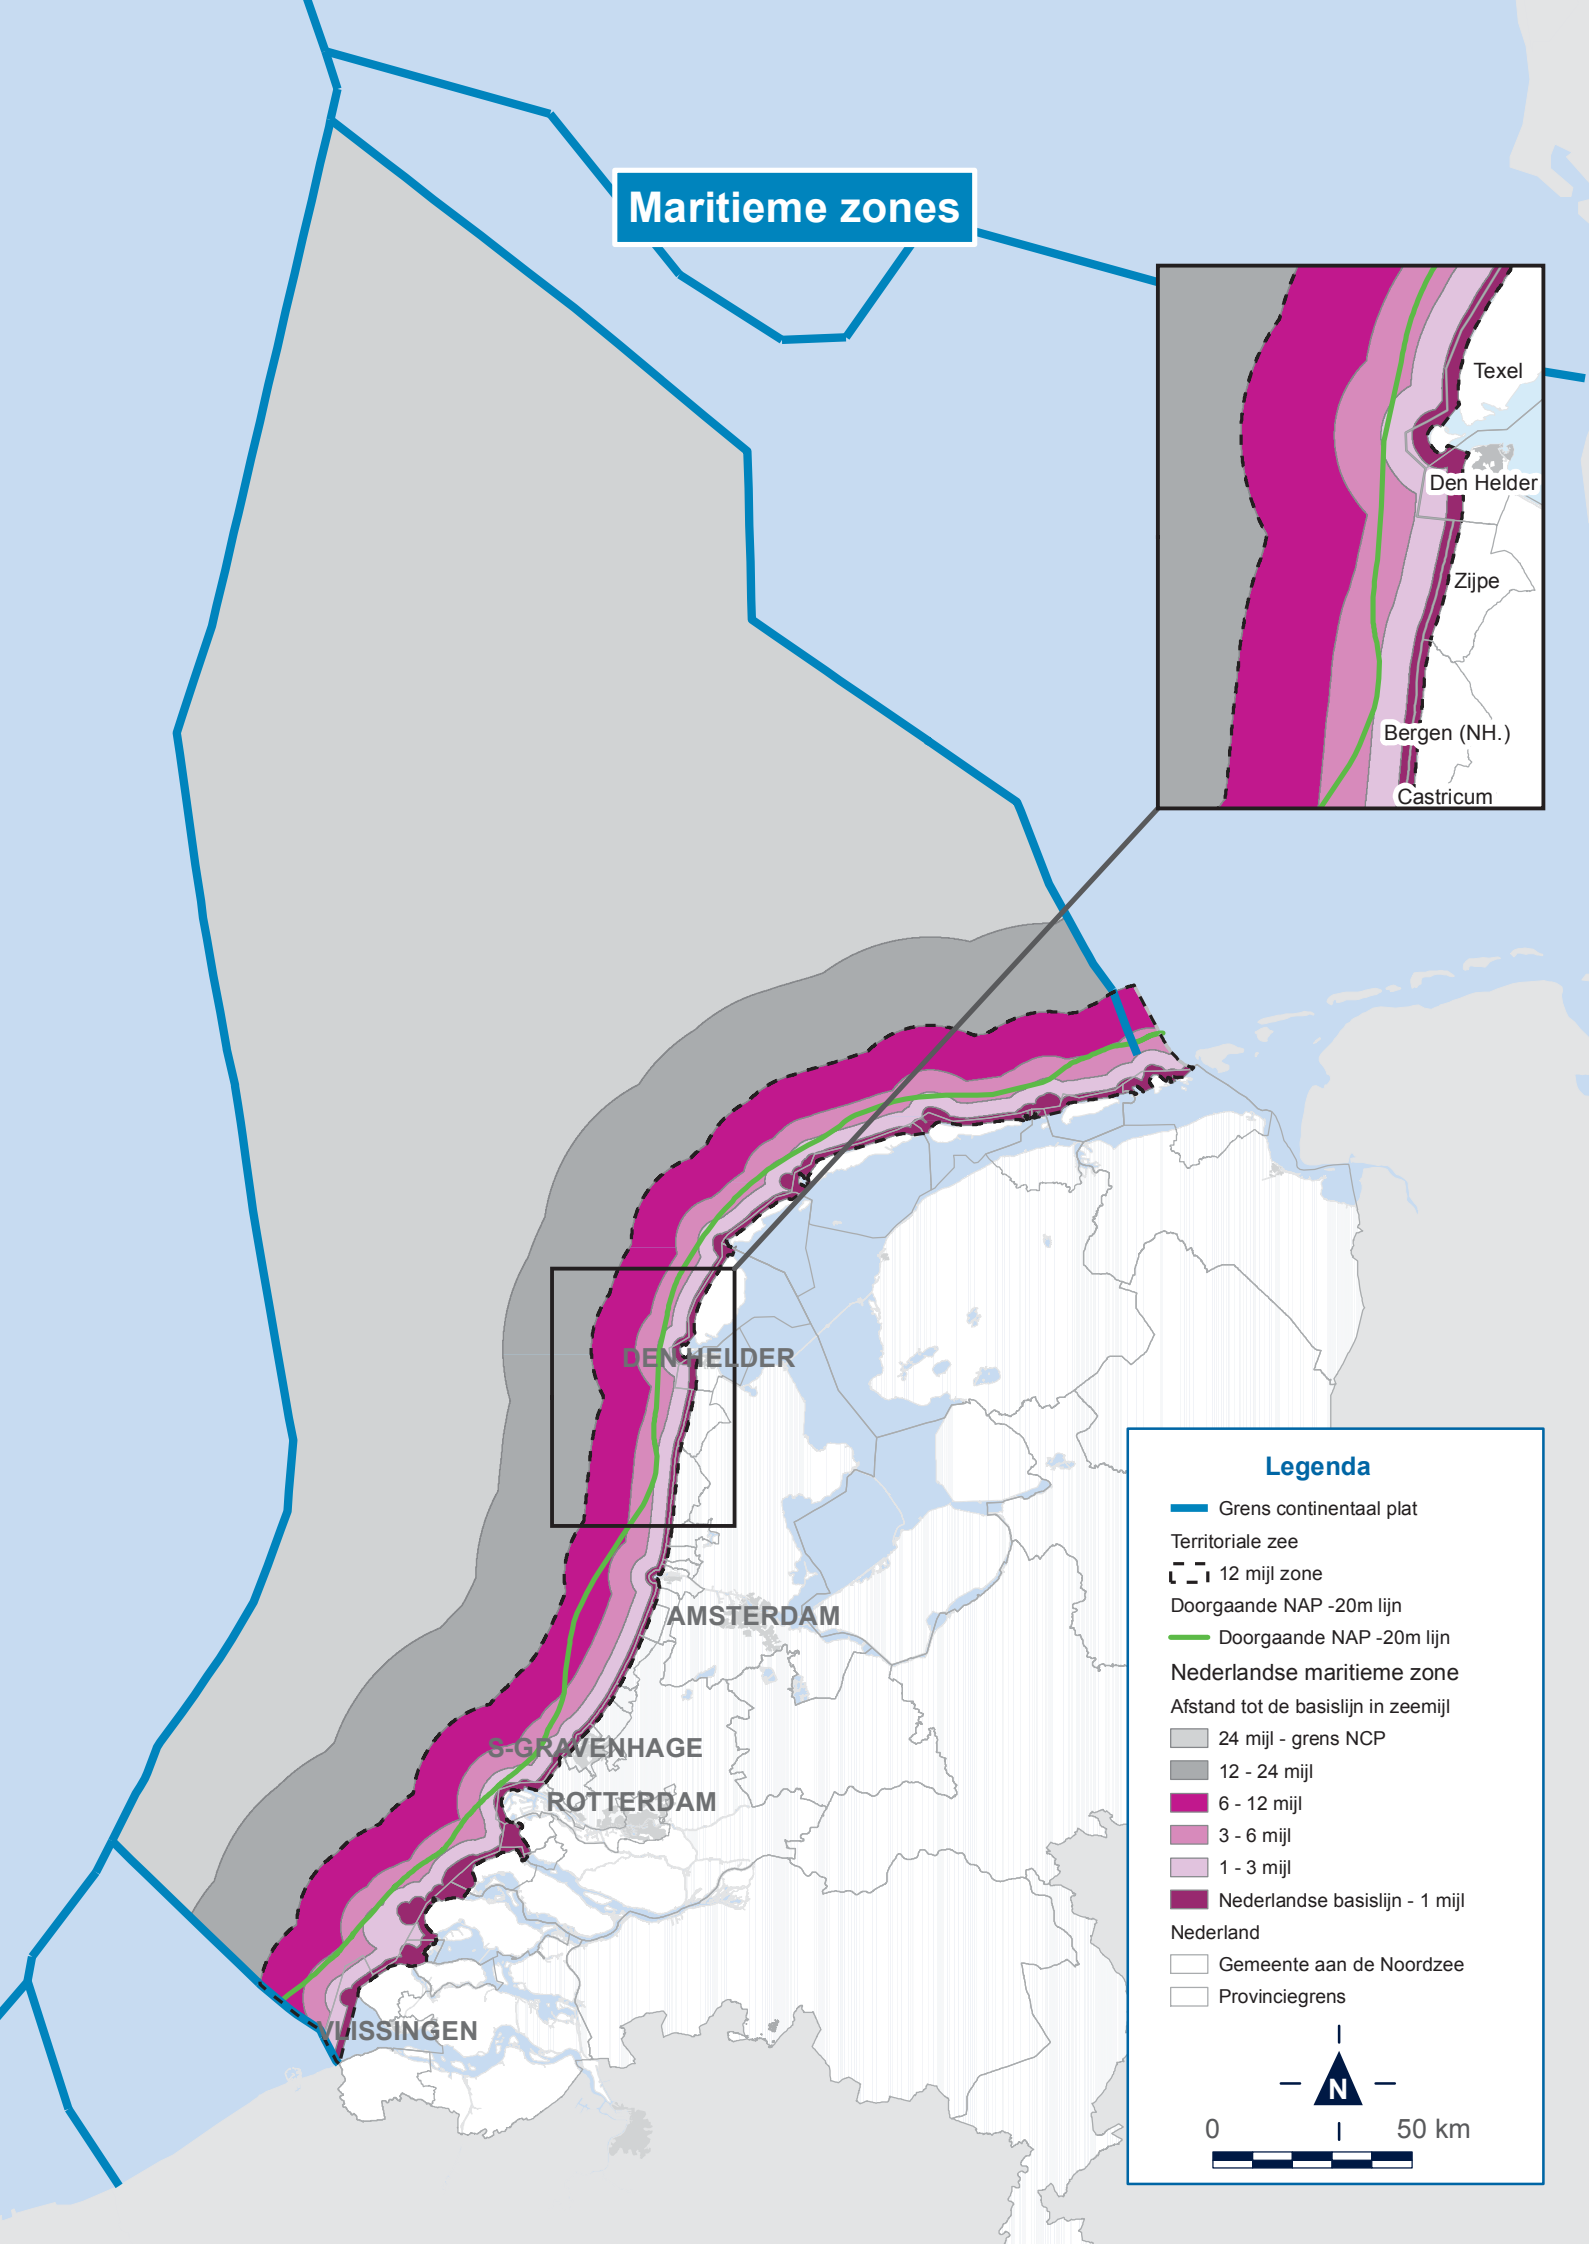 Maritieme zones
Texel
Den Helder
Zijpe
Bergen (NH.)
Castricum
DEN HELDER
AMSTERDAM
S-GRAVENHAGE
ROTTERDAM
VLISSINGEN
Legenda
Grens continentaal plat
Territoriale zee
12 mijl zone
Doorgaande NAP -20m lijn
Doorgaande NAP -20m lijn
Nederlandse maritieme zone
Afstand tot de basislijn in zeemijl
24 mijl - grens NCP
12 - 24 mijl
6 - 12 mijl
3 - 6 mijl
1 - 3 mijl
Nederlandse basislijn - 1 mijl
Nederland
Gemeente aan de Noordzee
Provinciegrens
N
0 50 km